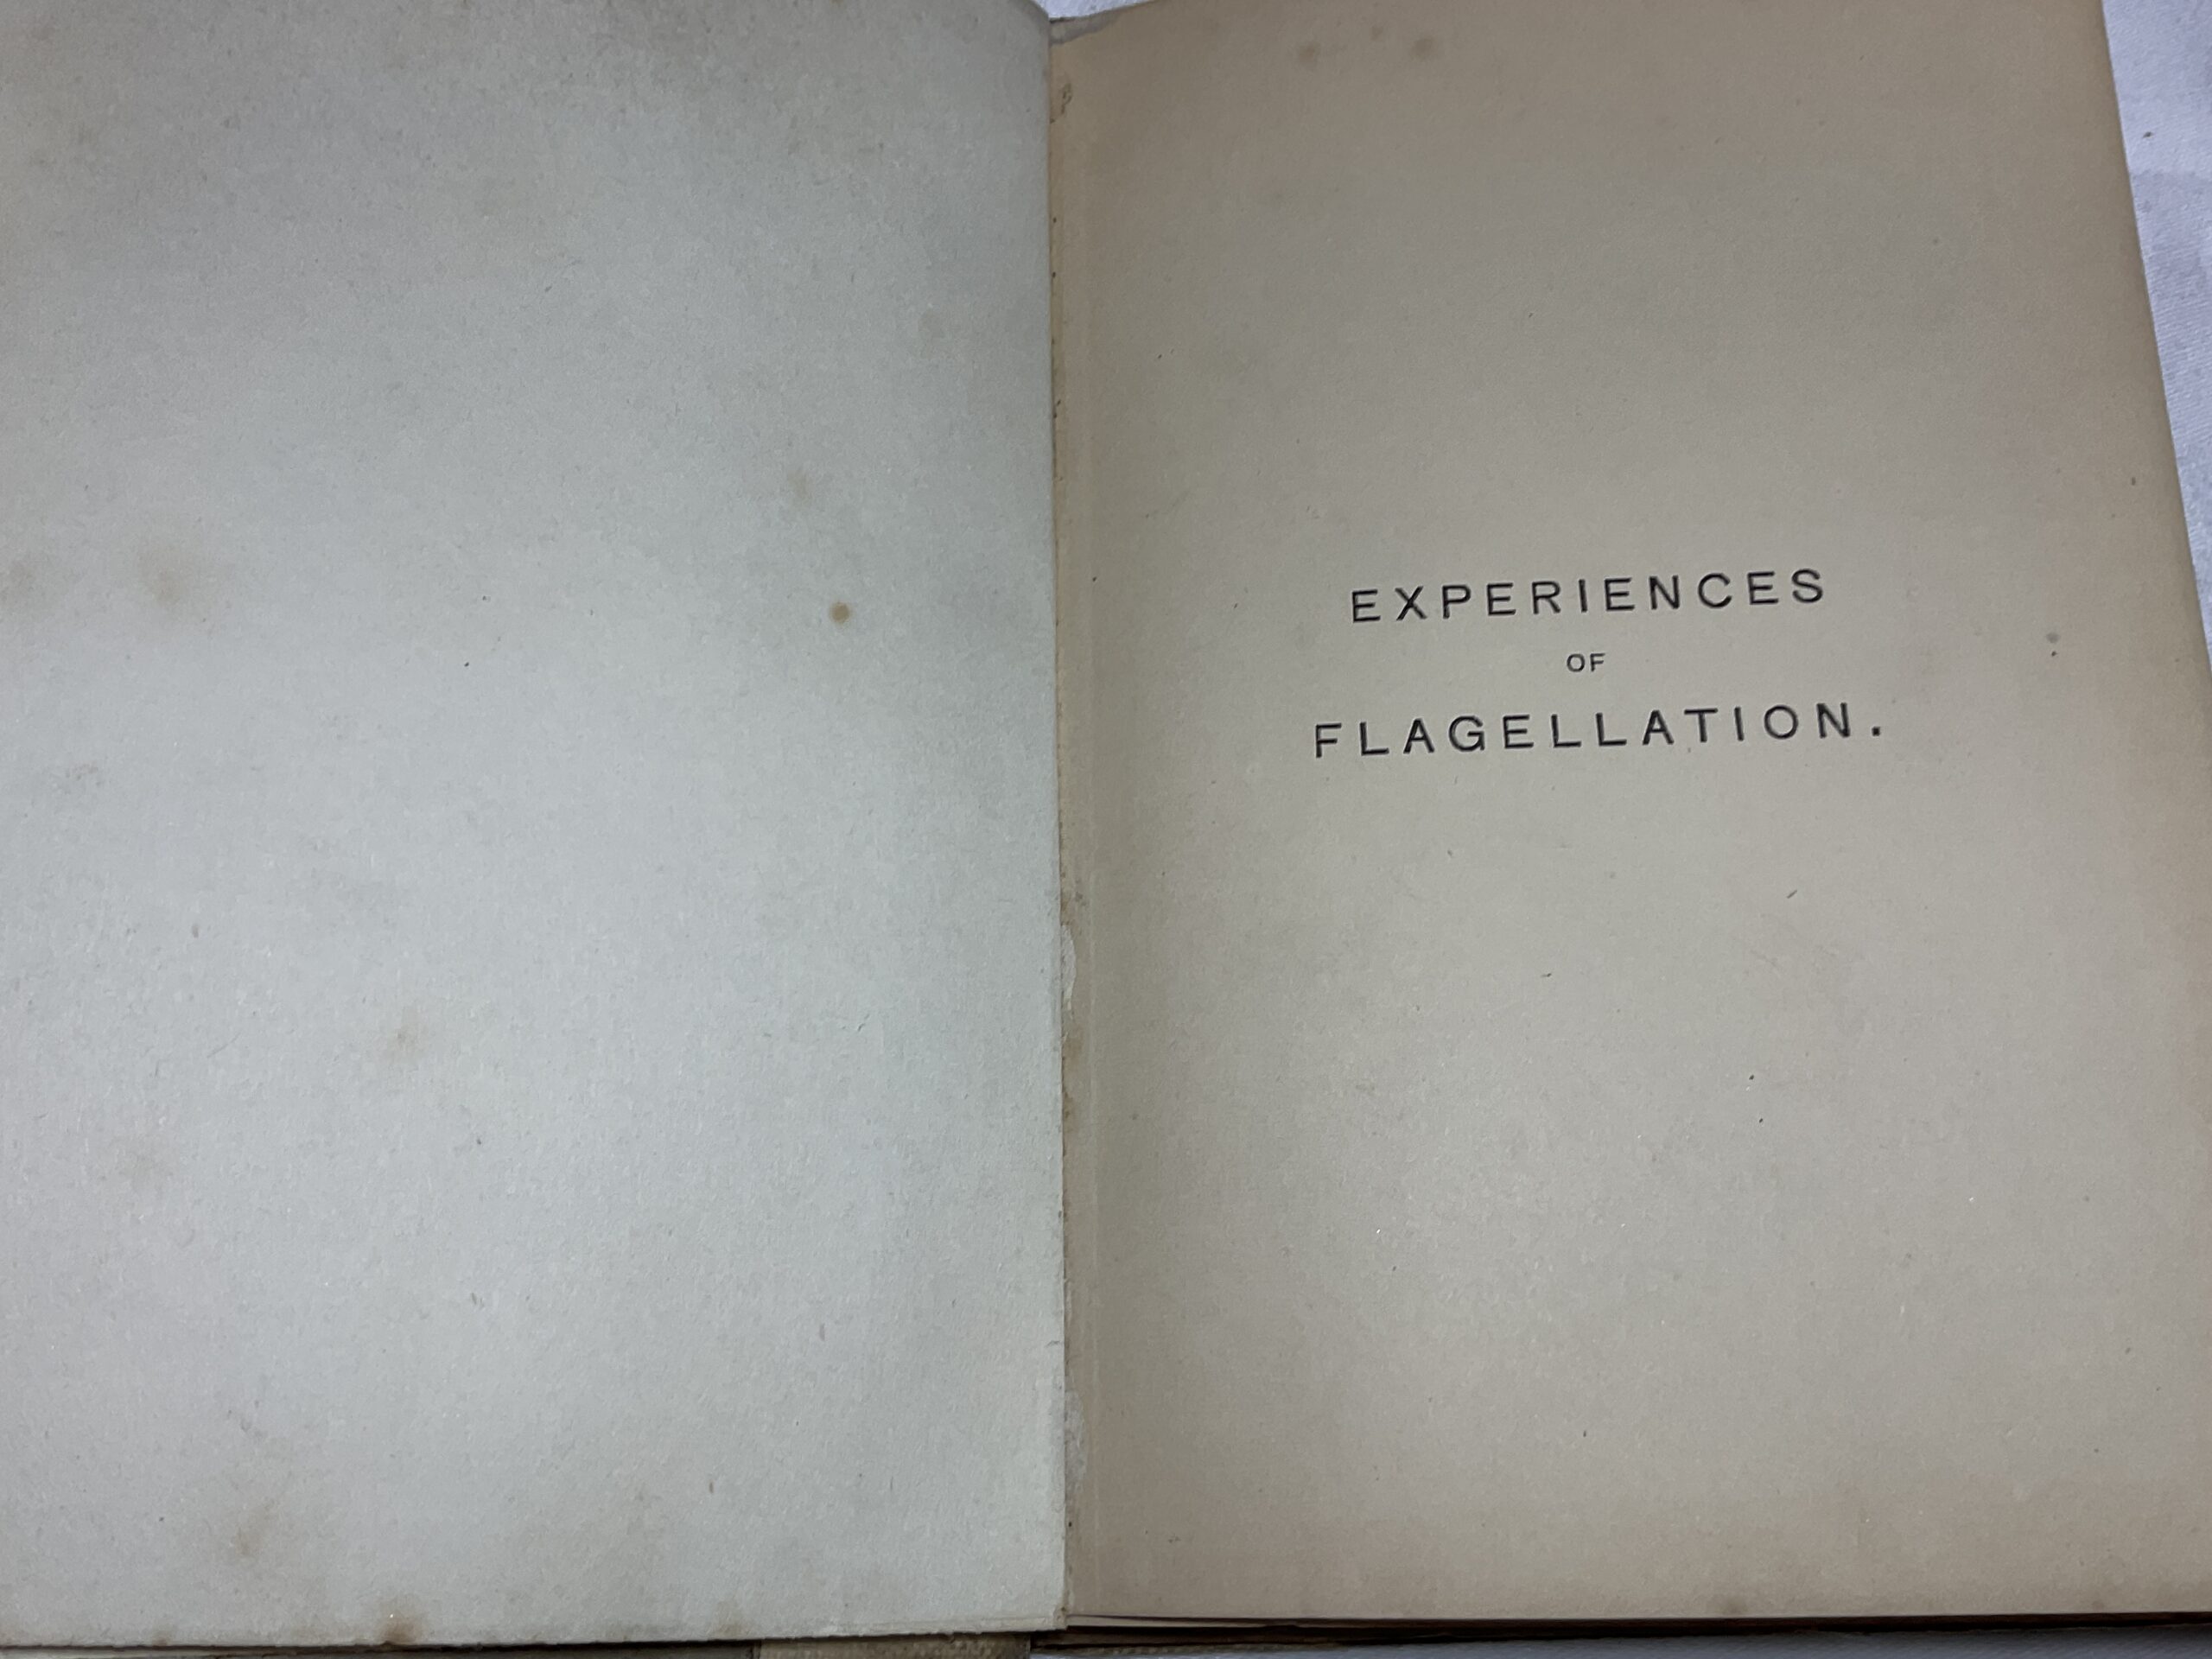 EXPERIENCES
OF
FLAGELLATION.